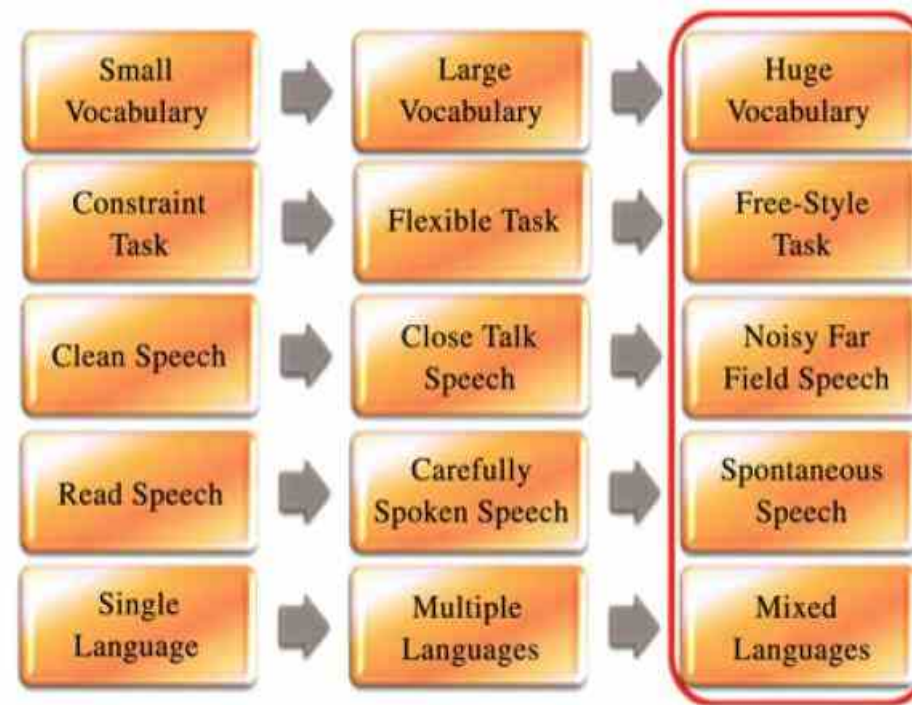 Small
Vocabulary
Large
Vocabulary
Huge
Vocabulary
Constraint
Task
Flexible Task
Free-Style
Task
Clean Speech
Close Talk
Speech
Noisy Far
Field Speech
Read Speech
Carefully
Spoken Speech
Spontaneous
Speech
Single
Language
Multiple
Languages
Mixed
Languages